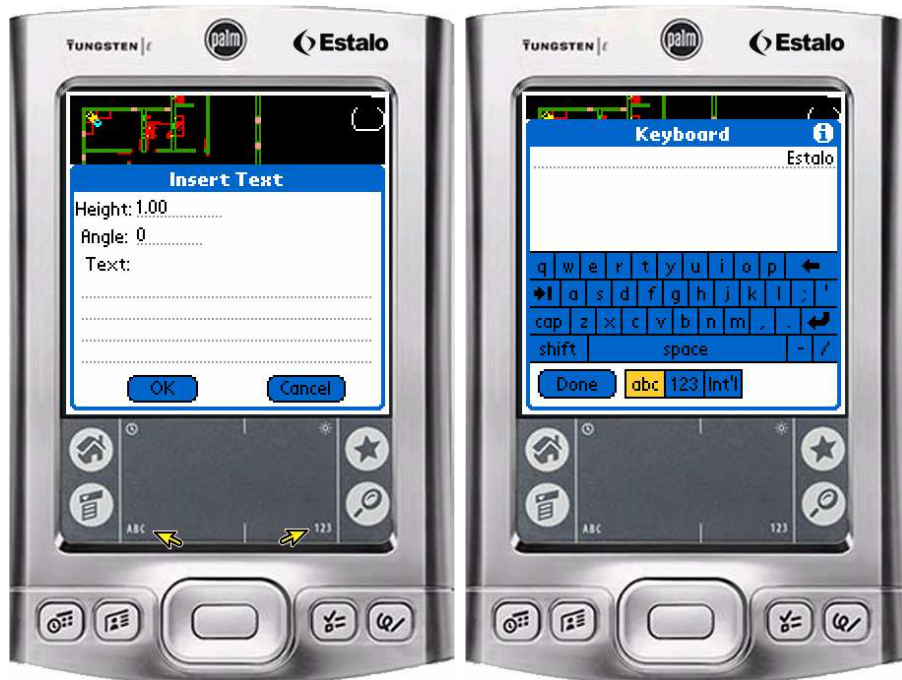 TUNGSTEN | E palm Estalo
Insert Text
Height: 1.00
Angle: 0
Text:
OK Cancel
ABC 123
TUNGSTEN | E palm Estalo
Keyboard i
Estalo
q w e r t y u i o p
a s d f g h j k l ; '
cap z x c v b n m , .
shift space - /
Done abc 123 Int'l
ABC 123